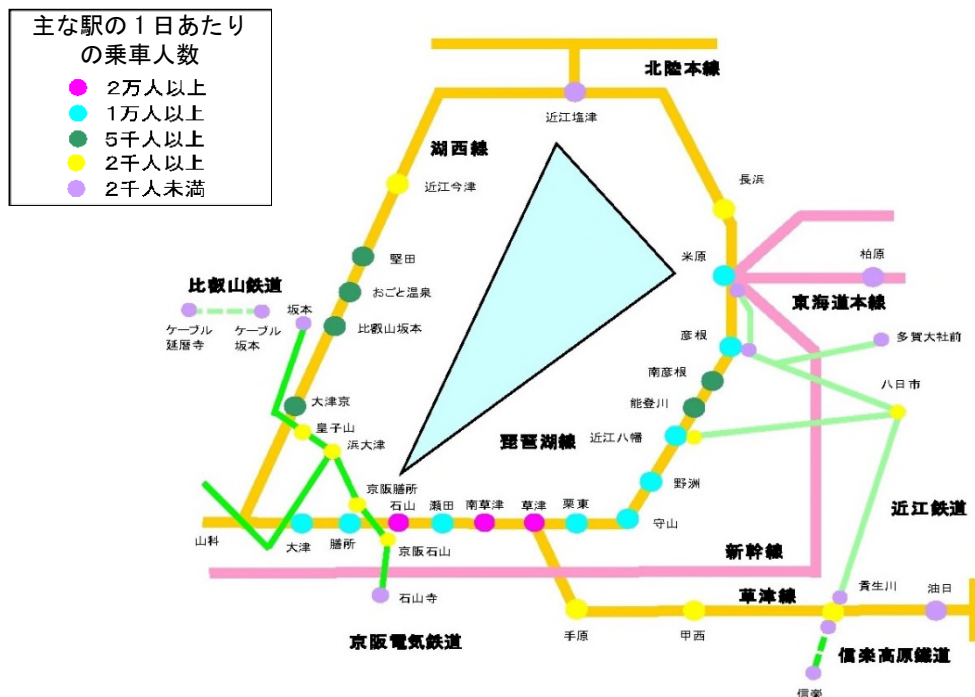 主な駅の１日あたり
の乗車人数
２万人以上
１万人以上
５千人以上
２千人以上
２千人未満
北陸本線
近江塩津
湖西線
近江今津
長浜
堅田
米原
柏原
比叡山鉄道
おごと温泉
東海道本線
坂本
ケーブル
延暦寺
ケーブル
坂本
比叡山坂本
彦根
多賀大社前
南彦根
八日市
大津京
能登川
皇子山
近江八幡
琵琶湖線
浜大津
京阪膳所
野洲
石山
瀬田
南草津
草津
栗東
近江鉄道
守山
山科
大津
膳所
京阪石山
新幹線
石山寺
草津線
貴生川
油日
手原
甲西
京阪電気鉄道
信楽高原鐵道
信楽